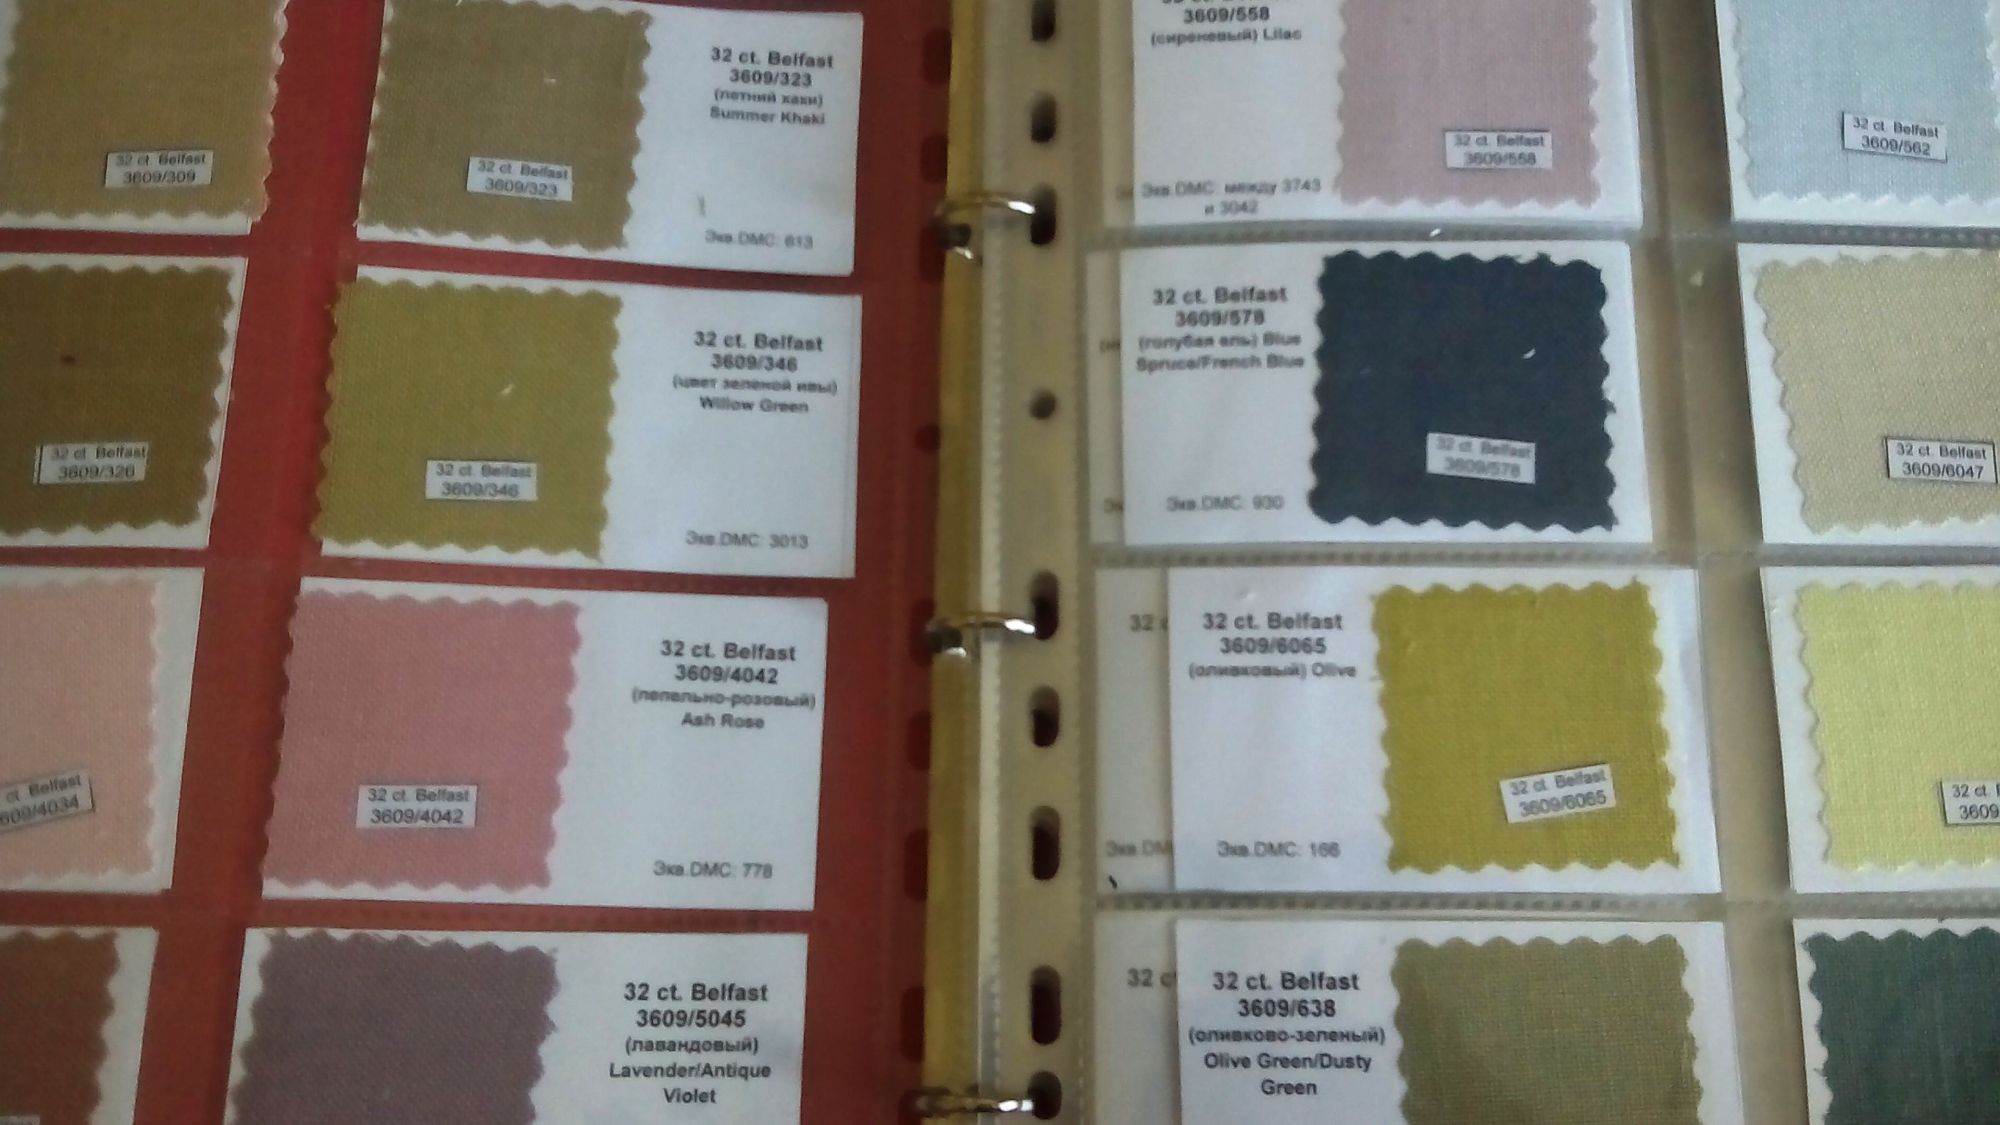 32 ct. Belfast
3609/309
32 ct. Belfast
3609/323
32 ct. Belfast
3609/323
(летний хаки)
Summer Khaki
Экв.DMC: 613
32 ct. Belfast
3609/326
32 ct. Belfast
3609/346
32 ct. Belfast
3609/346
(цвет зеленой ивы)
Willow Green
Экв.DMC: 3013
ct. Belfast
3609/4034
32 ct. Belfast
3609/4042
32 ct. Belfast
3609/4042
(пепельно-розовый)
Ash Rose
Экв.DMC: 778
32 ct. Belfast
3609/5045
(лавандовый)
Lavender/Antique
Violet
3609/558
(сиреневый) Lilac
Экв.DMC: между 3743
и 3042
32 ct. Belfast
3609/558
32 ct. Belfast
3609/562
32 ct. Belfast
3609/578
(голубая ель) Blue
Spruce/French Blue
Экв.DMC: 930
32 ct. Belfast
3609/578
32 ct. Belfast
3609/6047
32
Экв.DM
32 ct. Belfast
3609/6065
(оливковый) Olive
Экв.DMC: 166
32 ct. Belfast
3609/6065
32 ct.
3609
32 c
32 ct. Belfast
3609/638
(оливково-зеленый)
Olive Green/Dusty
Green